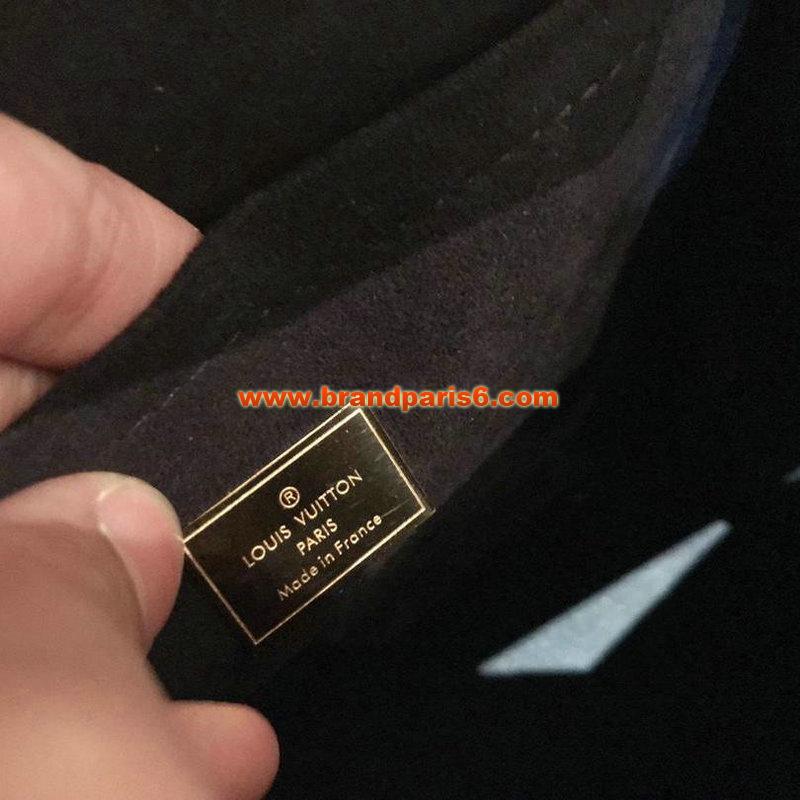 www.brandparis6.com
®
LOUIS VUITTON
PARIS
Made in France